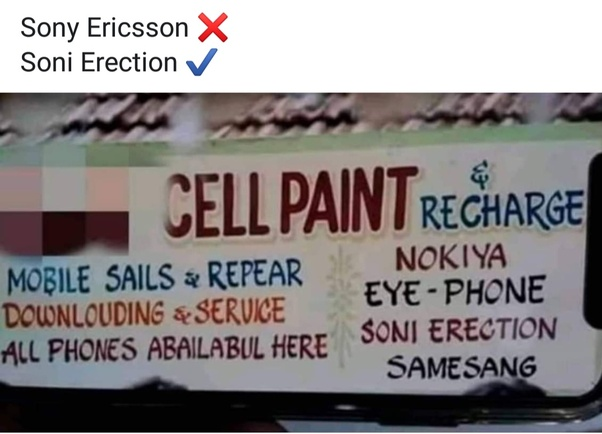 Sony Ericsson ❌
Soni Erection ✔
CELL PAINT & RECHARGE
MOBILE SAILS & REPEAR
DOWNLOUDING & SERVICE
ALL PHONES ABAILABUL HERE
NOKIYA
EYE-PHONE
SONI ERECTION
SAMESANG